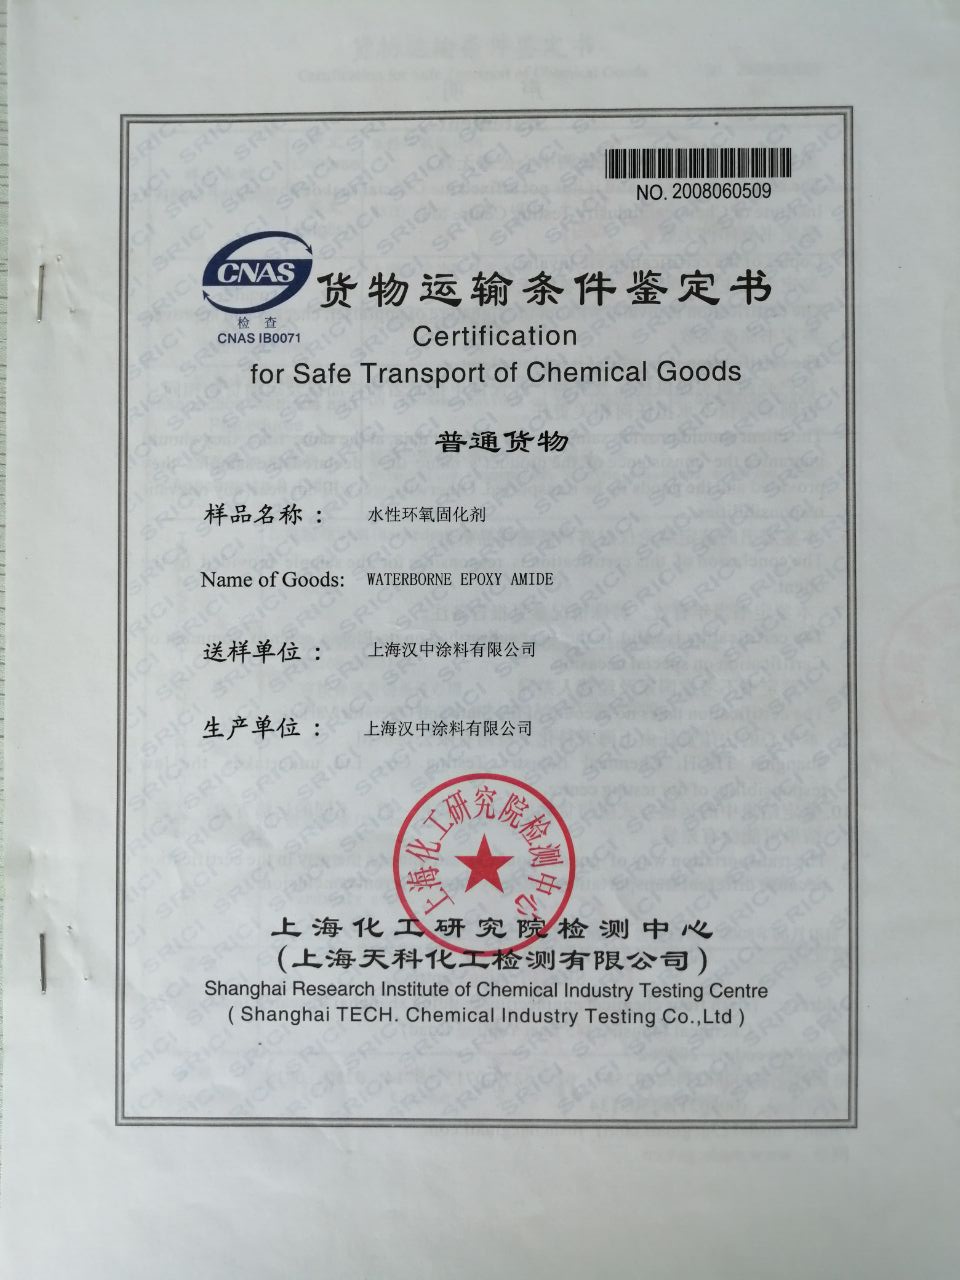 NO. 2008060509
CNAS
检 查
CNAS IB0071
货物运输条件鉴定书
Certification
for Safe Transport of Chemical Goods
普通货物
样品名称 : 水性环氧固化剂
Name of Goods: WATERBORNE EPOXY AMIDE
送样单位 : 上海汉中涂料有限公司
生产单位 : 上海汉中涂料有限公司
上海化工研究院检测中心
上海化工研究院检测中心
(上海天科化工检测有限公司)
Shanghai Research Institute of Chemical Industry Testing Centre
( Shanghai TECH. Chemical Industry Testing Co.,Ltd )